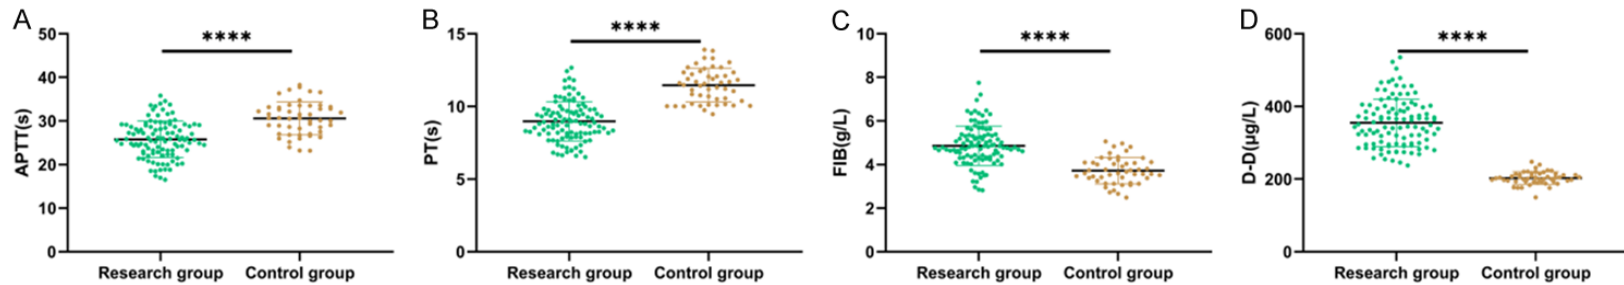 A
APTT(s)
50
40
30
20
10
0
****
Research group
Control group
B
PT(s)
15
10
5
0
****
Research group
Control group
C
FIB(g/L)
10
8
6
4
2
0
****
Research group
Control group
D
D-D(μg/L)
600
400
200
0
****
Research group
Control group